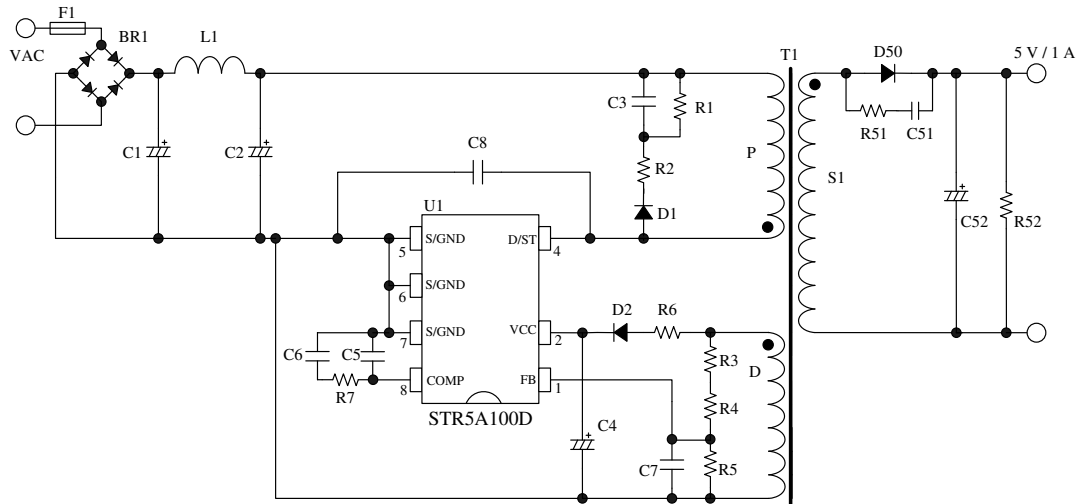 F1
VAC
BR1
L1
T1
D50
5 V / 1 A
C3
R1
R51
C51
C1
C2
C8
P
R2
S1
U1
D1
C52
R52
S/GND
D/ST
5
4
S/GND
6
S/GND
VCC
D2
R6
7
2
C6
C5
R3
D
COMP
FB
R7
8
1
R4
STR5A100D
C4
C7
R5